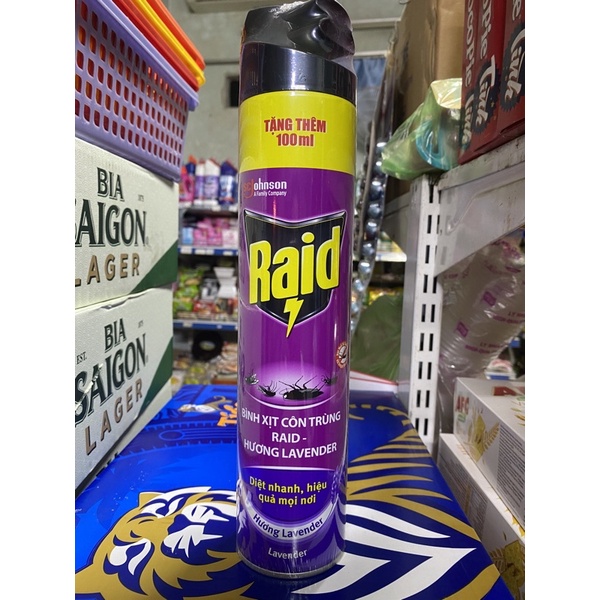 TẶNG THÊM
100ml
Johnson
A Family Company
Raid
BÌNH XỊT CÔN TRÙNG
RAID -
HƯƠNG LAVENDER
Diệt nhanh, hiệu
quả mọi nơi
Hương Lavender
Lavender
BIA
SAIGON
LAGER
EST.
BIA
SAIGON
LAGER